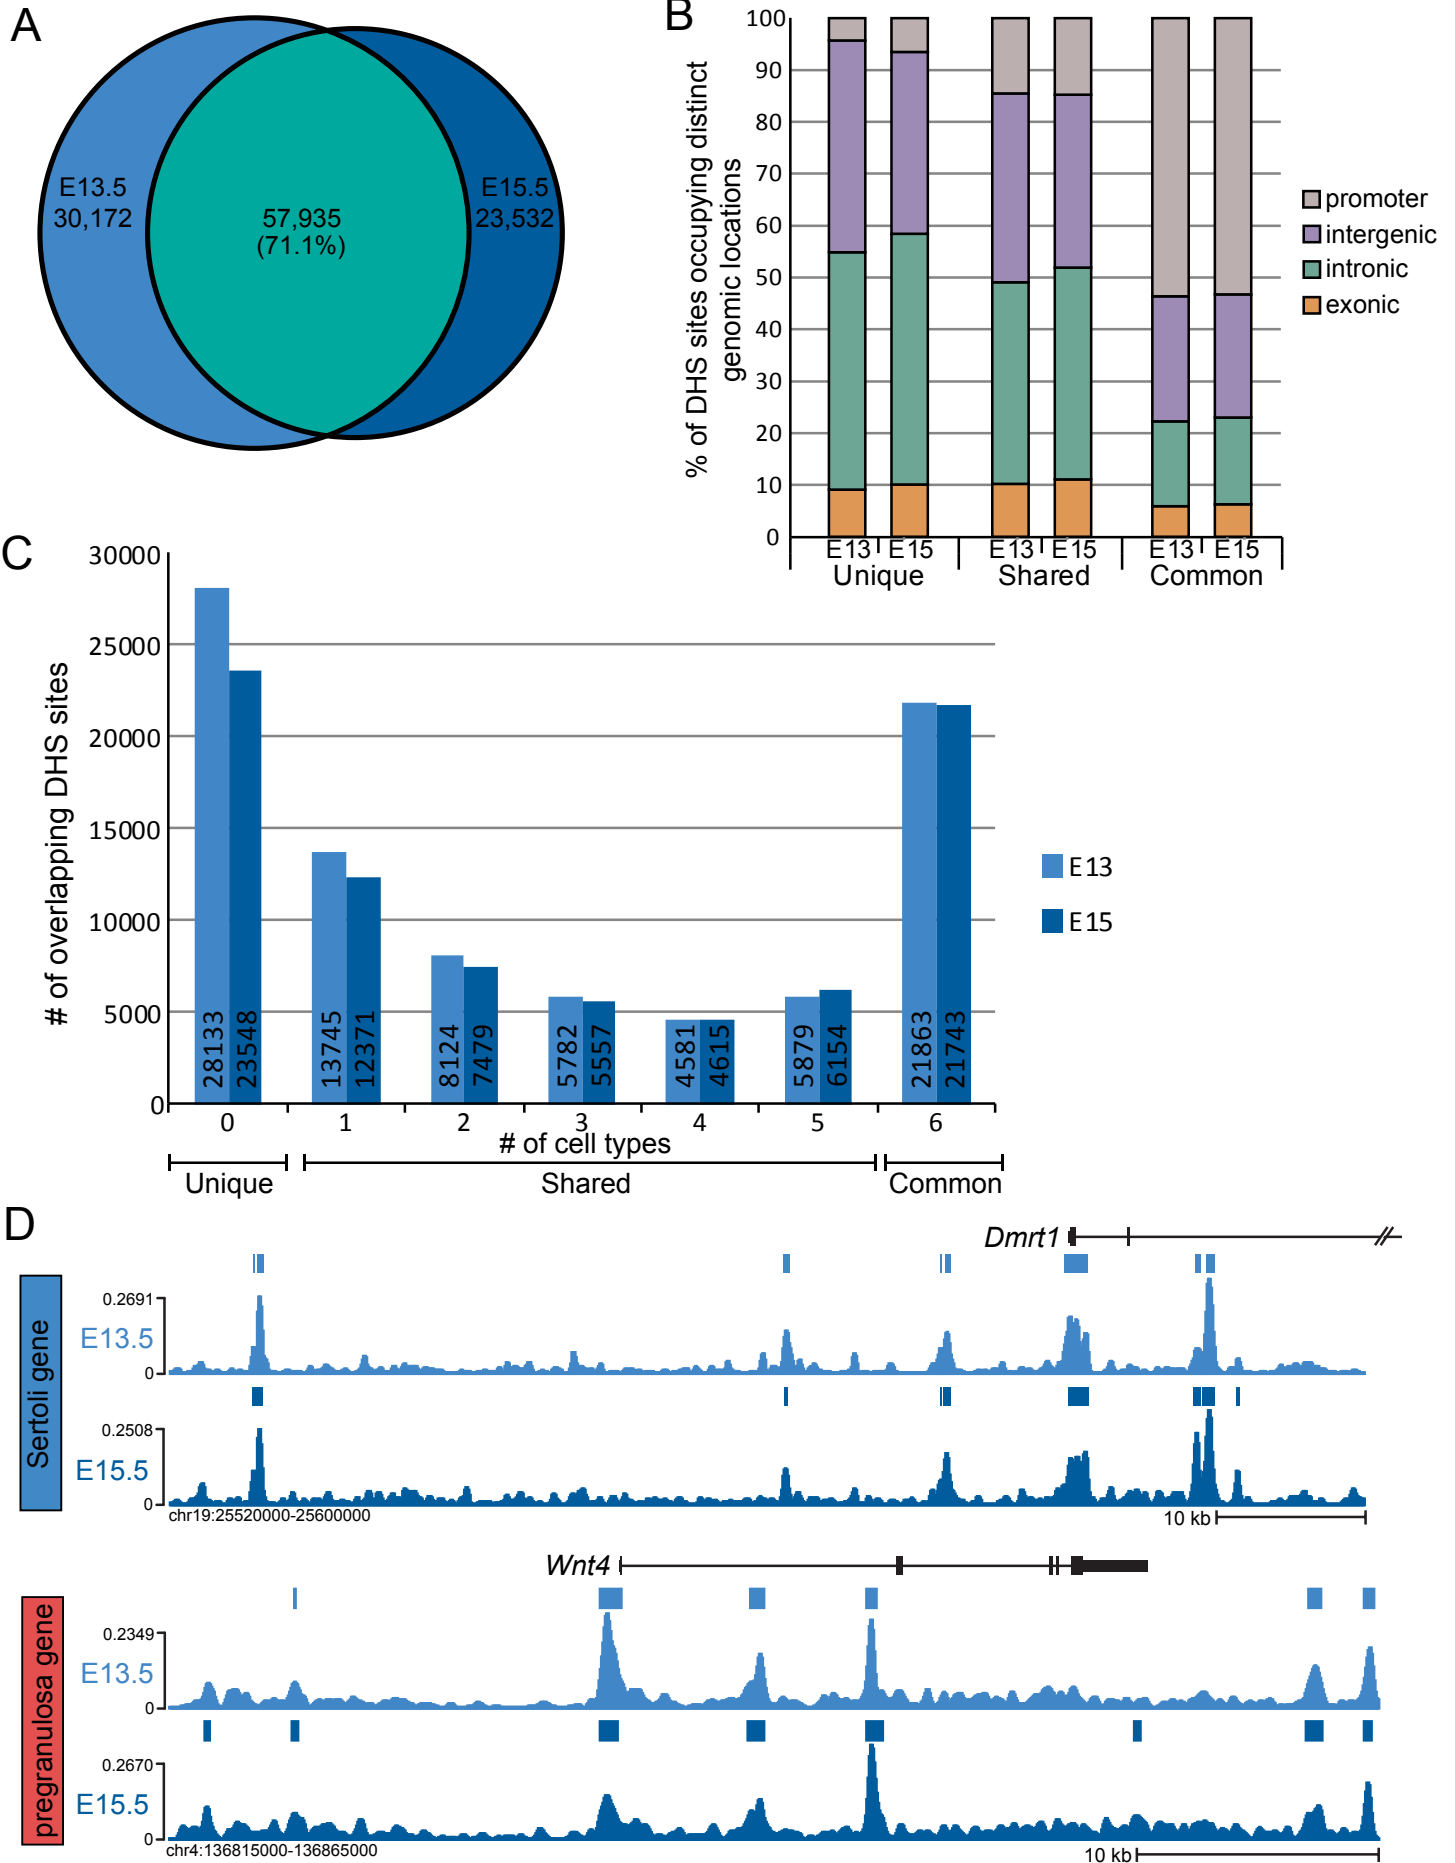 A
E13.5
30,172
57,935
(71.1%)
E15.5
23,532
B
% of DHS sites occupying distinct
genomic locations
100
90
80
70
60
50
40
30
20
10
0
E13 E15 E13 E15 E13 E15
Unique Shared Common
promoter
intergenic
intronic
exonic
C
# of overlapping DHS sites
30000
25000
20000
15000
10000
5000
0
28133
23548
13745
12371
8124
7479
5782
5557
4581
4615
5879
6154
21863
21743
0 1 2 3 4 5 6
# of cell types
Unique Shared Common
E13
E15
D
Sertoli gene
Dmrt1
0.2691
E13.5
0
0.2508
E15.5
0
chr19:25520000-25600000
10 kb
pregranulosa gene
Wnt4
0.2349
E13.5
0
0.2670
E15.5
0
chr4:136815000-136865000
10 kb